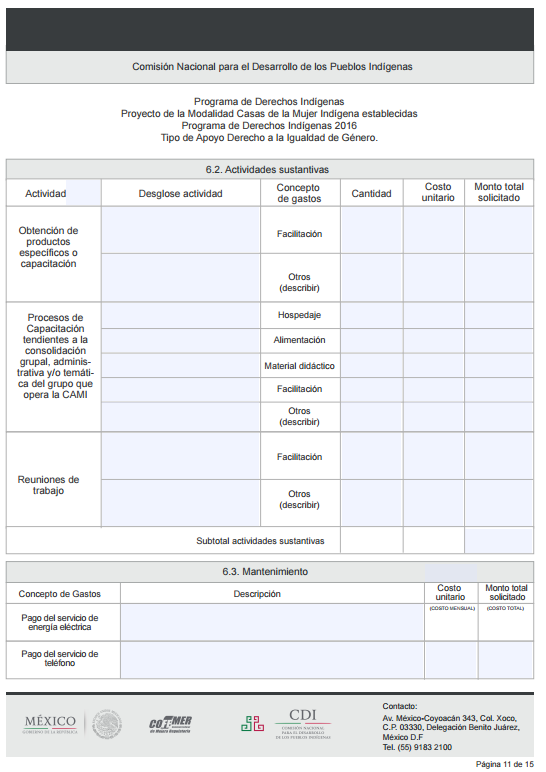 Comisión Nacional para el Desarrollo de los Pueblos Indígenas
Programa de Derechos Indígenas
Proyecto de la Modalidad Casas de la Mujer Indígena establecidas
Programa de Derechos Indígenas 2016
Tipo de Apoyo Derecho a la Igualdad de Género.
6.2. Actividades sustantivas
Actividad
Desglose actividad
Concepto
de gastos
Cantidad
Costo
unitario
Monto total
solicitado
Obtención de
productos
específicos o
capacitación
Facilitación
Otros
(describir)
Procesos de
Capacitación
tendientes a la
consolidación
grupal, adminis-
trativa y/o temáti-
ca del grupo que
opera la CAMI
Hospedaje
Alimentación
Material didáctico
Facilitación
Otros
(describir)
Reuniones de
trabajo
Facilitación
Otros
(describir)
Subtotal actividades sustantivas
6.3. Mantenimiento
Concepto de Gastos
Descripción
Costo
unitario
(COSTO MENSUAL)
Monto total
solicitado
(COSTO TOTAL)
Pago del servicio de
energía eléctrica
Pago del servicio de
teléfono
MÉXICO
GOBIERNO DE LA REPÚBLICA
COFEMER
de Mejora Regulatoria
CDI
COMISIÓN NACIONAL
PARA EL DESARROLLO
DE LOS PUEBLOS INDÍGENAS
Contacto:
Av. México-Coyoacán 343, Col. Xoco,
C.P. 03330, Delegación Benito Juárez,
México D.F
Tel. (55) 9183 2100
Página 11 de 15